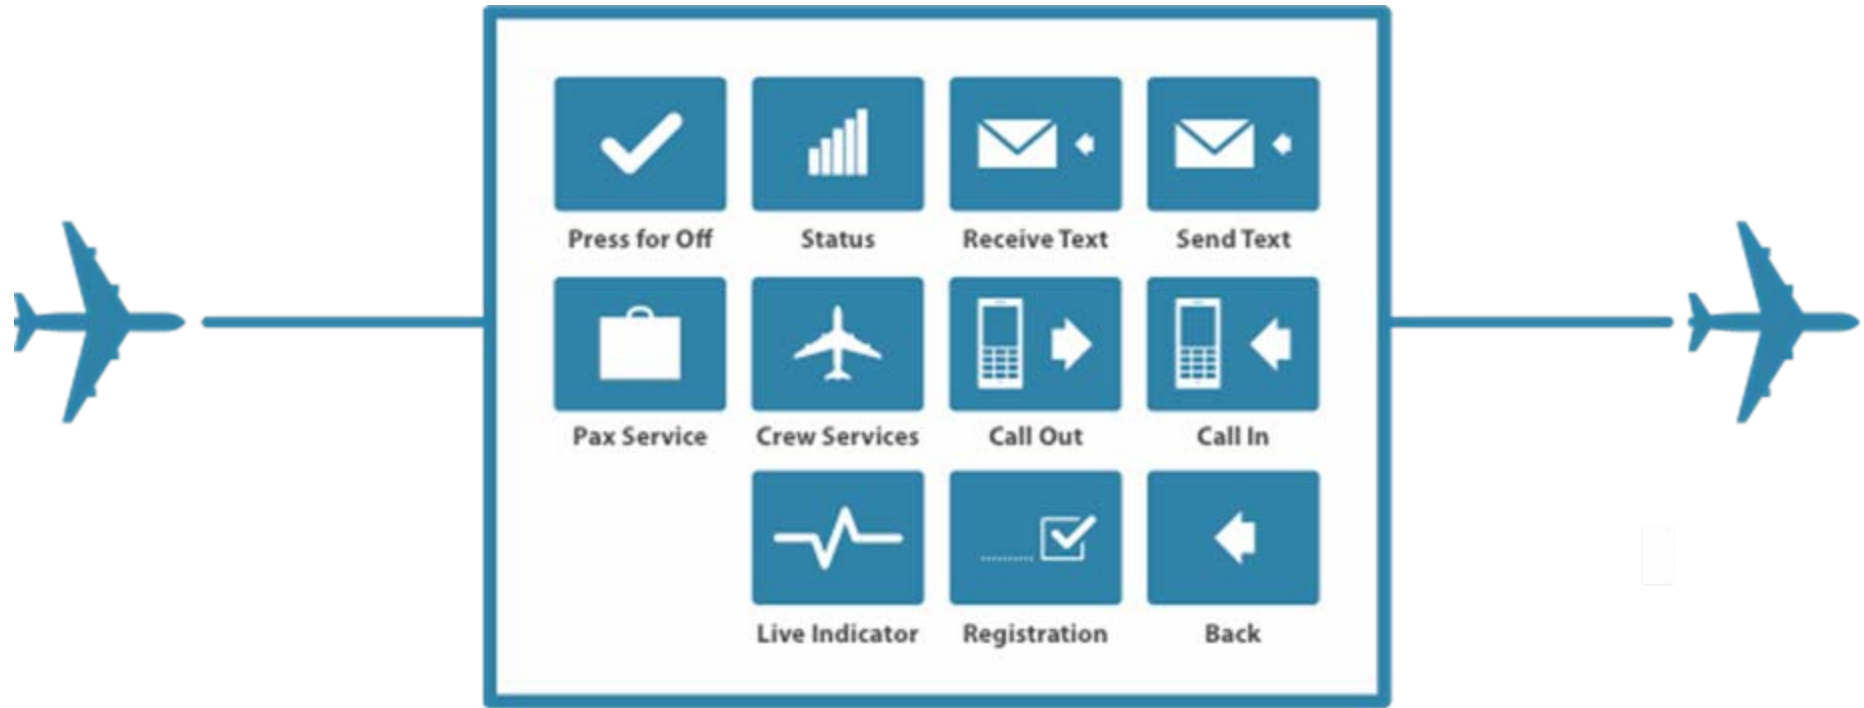 Press for Off
Status
Receive Text
Send Text
Pax Service
Crew Services
Call Out
Call In
Live Indicator
Registration
Back